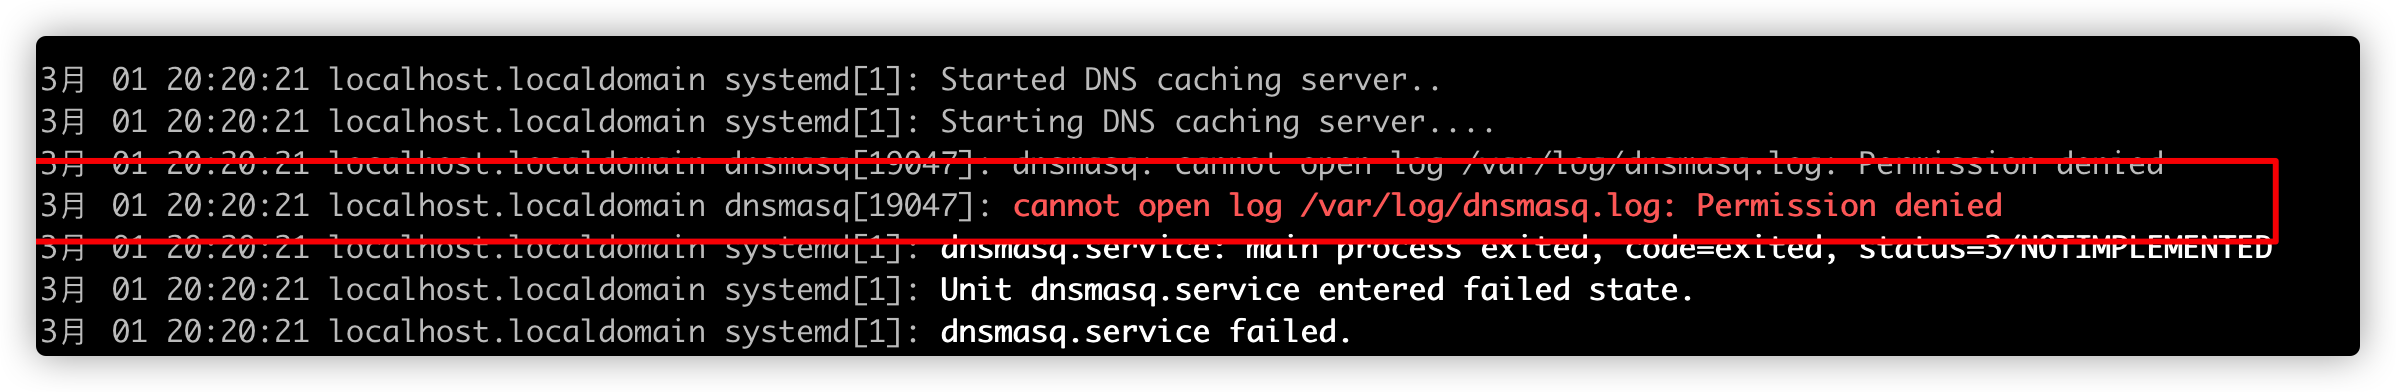 3月 01 20:20:21 localhost.localdomain systemd[1]: Started DNS caching server..
3月 01 20:20:21 localhost.localdomain systemd[1]: Starting DNS caching server....
3月 01 20:20:21 localhost.localdomain dnsmasq[19047]: dnsmasq: cannot open log /var/log/dnsmasq.log: Permission denied
3月 01 20:20:21 localhost.localdomain dnsmasq[19047]: cannot open log /var/log/dnsmasq.log: Permission denied
3月 01 20:20:21 localhost.localdomain systemd[1]: dnsmasq.service: main process exited, code=exited, status=3/NOTIMPLEMENTED
3月 01 20:20:21 localhost.localdomain systemd[1]: Unit dnsmasq.service entered failed state.
3月 01 20:20:21 localhost.localdomain systemd[1]: dnsmasq.service failed.